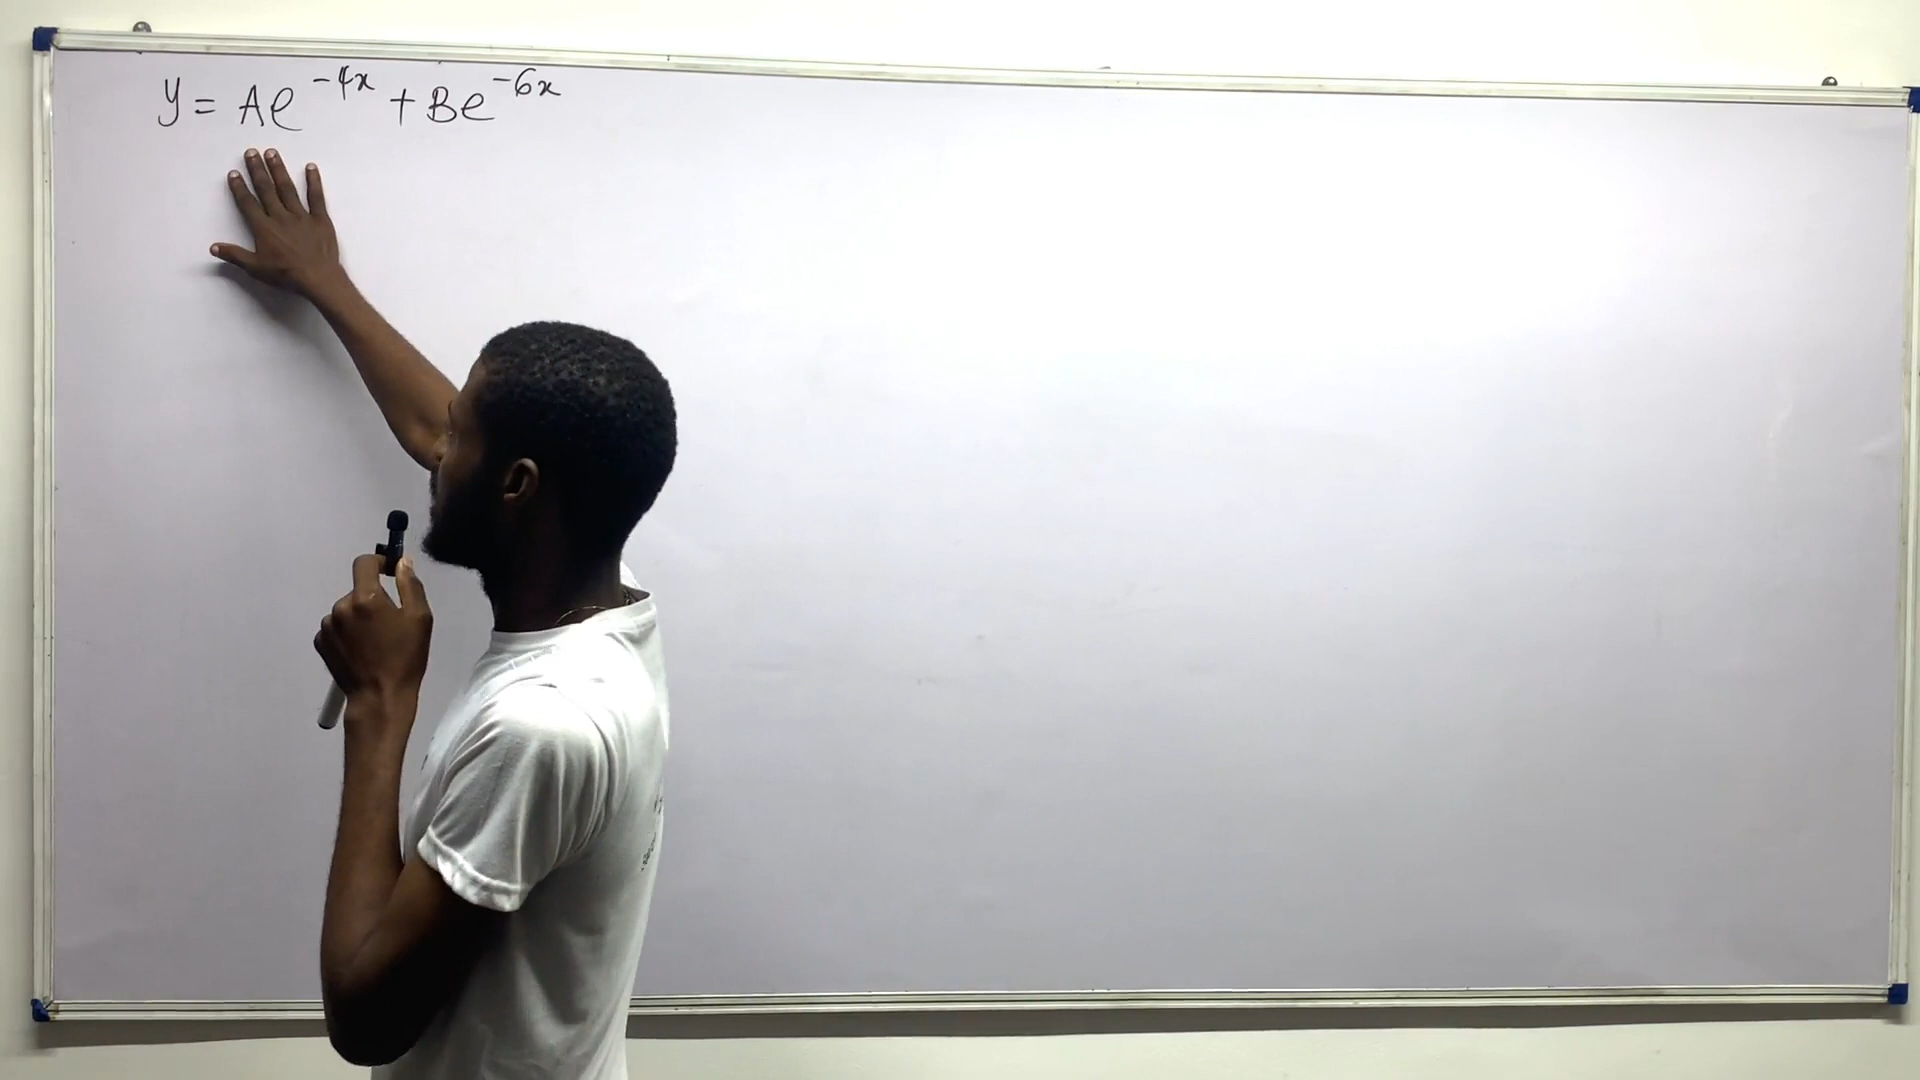 y = Ae^{-4x} + Be^{-6x}